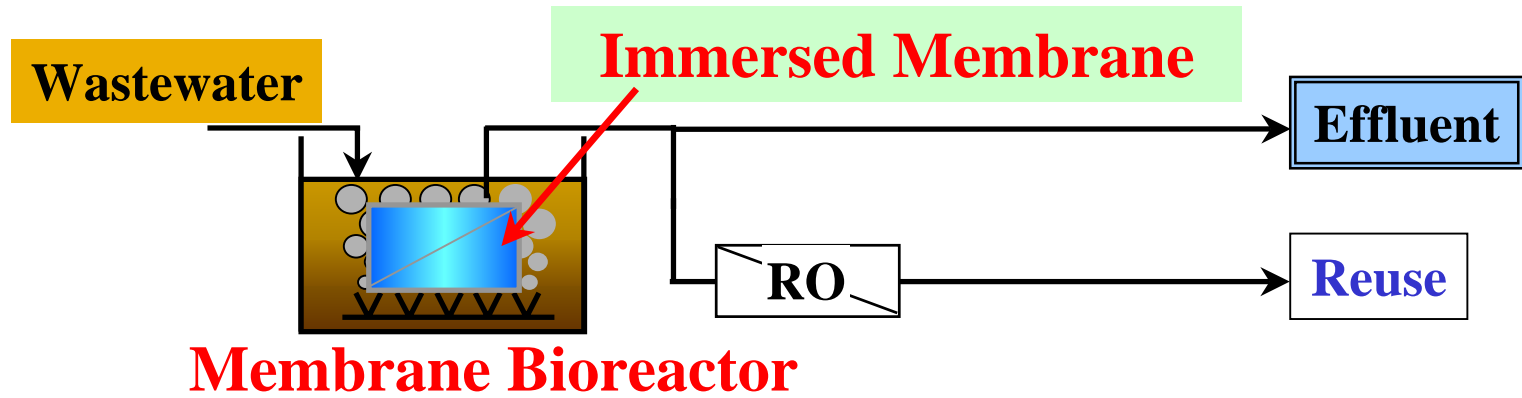 Immersed Membrane
Wastewater
Effluent
RO
Reuse
Membrane Bioreactor